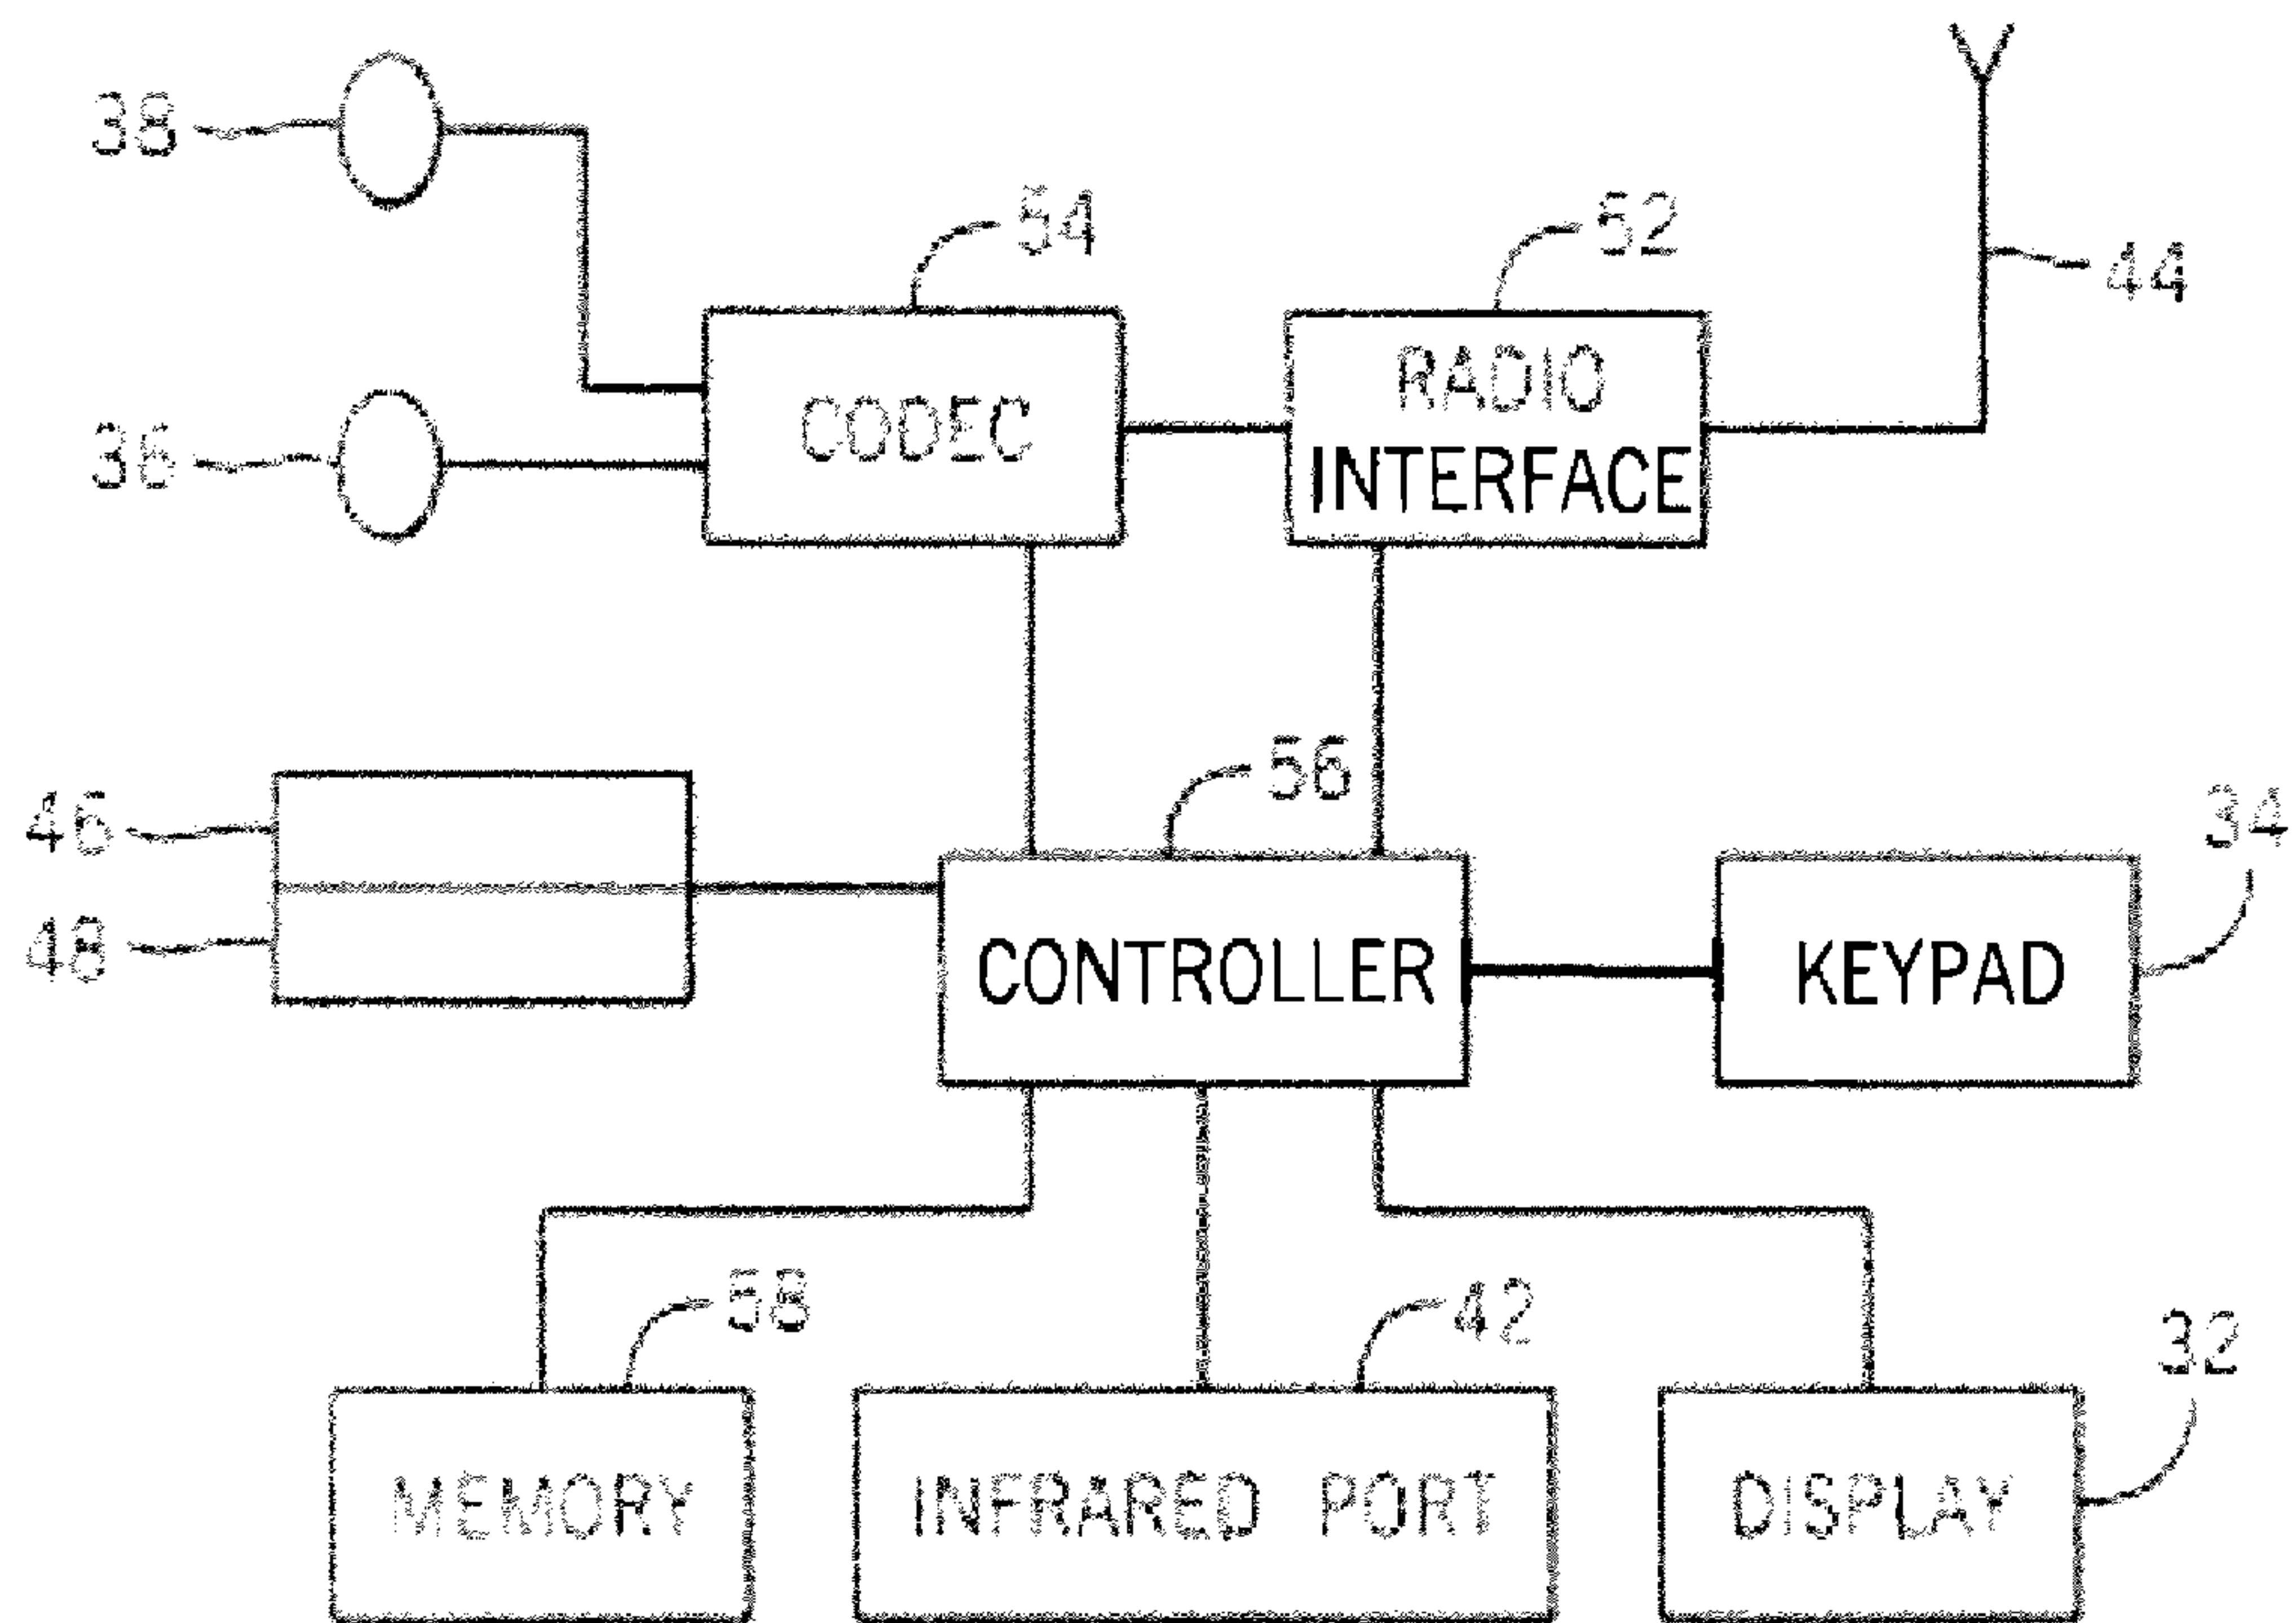 38
54
52
44
CODEC
RADIO
INTERFACE
36
56
46
34
48
CONTROLLER
KEYPAD
58
42
32
MEMORY
INFRARED PORT
DISPLAY